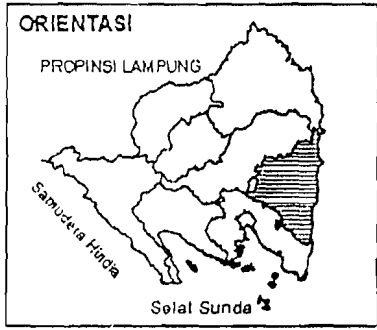 ORIENTASI
PROPINSI LAMPUNG
Samudera Hindia
Selat Sunda